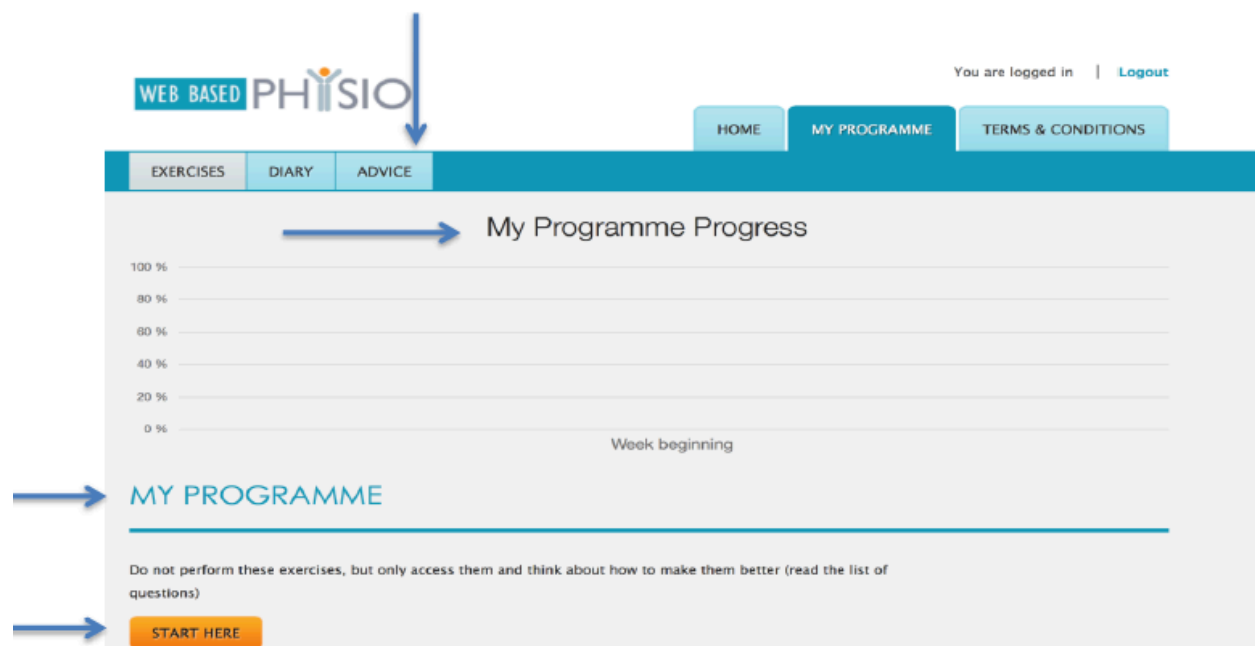 WEB BASED PHYSIO
You are logged in | Logout
HOME MY PROGRAMME TERMS & CONDITIONS
EXERCISES DIARY ADVICE
My Programme Progress
100 %
80 %
60 %
40 %
20 %
0 %
Week beginning
MY PROGRAMME
Do not perform these exercises, but only access them and think about how to make them better (read the list of
questions)
START HERE